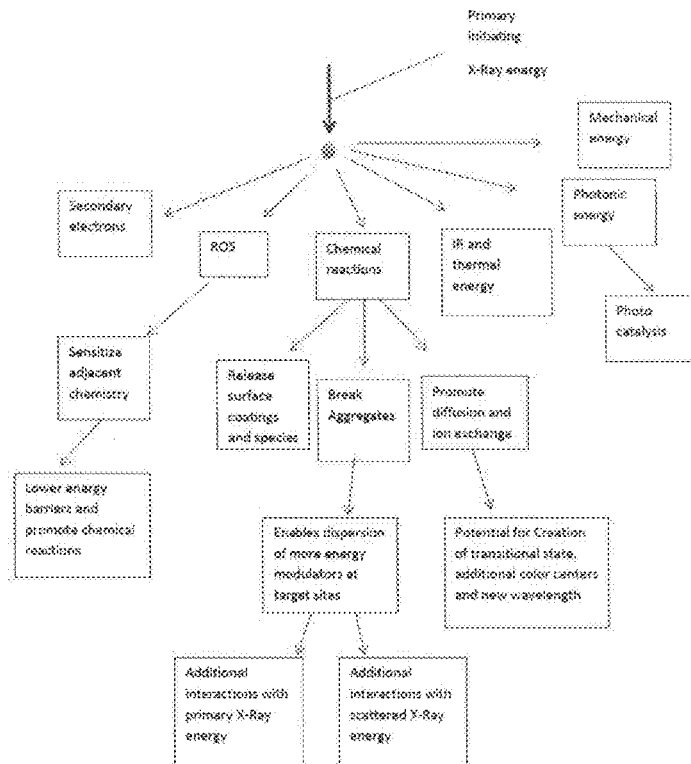 Primary
initiating
X-Ray energy
Mechanical
energy
Secondary
electrons
ROS
Chemical
reactions
IR and
thermal
energy
Photonic
energy
Photo
catalysis
Sensitize
adjacent
chemistry
Release
surface
coatings
and species
Break
Aggregates
Promote
diffusion and
ion exchange
Lower energy
barriers and
promote chemical
reactions
Enables dispersion
of more energy
modulators at
target sites
Potential for Creation
of transitional state,
additional color centers
and new wavelength
Additional
interactions with
primary X-Ray
energy
Additional
interactions with
scattered X-Ray
energy